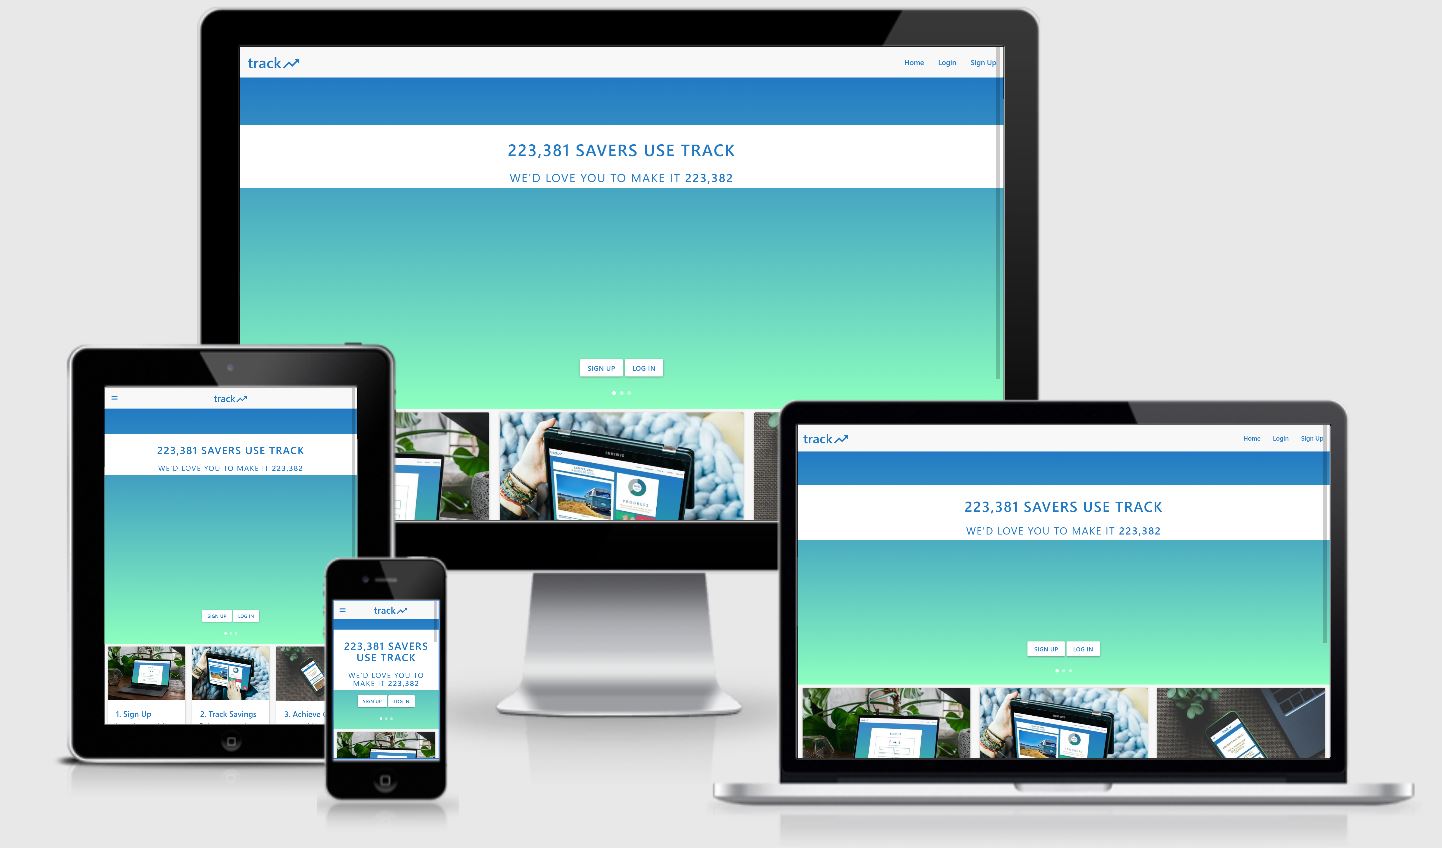 track
Home Login Sign Up
223,381 SAVERS USE TRACK
WE'D LOVE YOU TO MAKE IT 223,382
SIGN UP LOG IN
track
223,381 SAVERS USE TRACK
WE'D LOVE YOU TO MAKE IT 223,382
SIGN UP LOG IN
1. Sign Up 2. Track Savings 3. Achieve
track
223,381 SAVERS
USE TRACK
WE'D LOVE YOU TO
MAKE IT 223,382
SIGN UP LOG IN
track
Home Login Sign Up
223,381 SAVERS USE TRACK
WE'D LOVE YOU TO MAKE IT 223,382
SIGN UP LOG IN